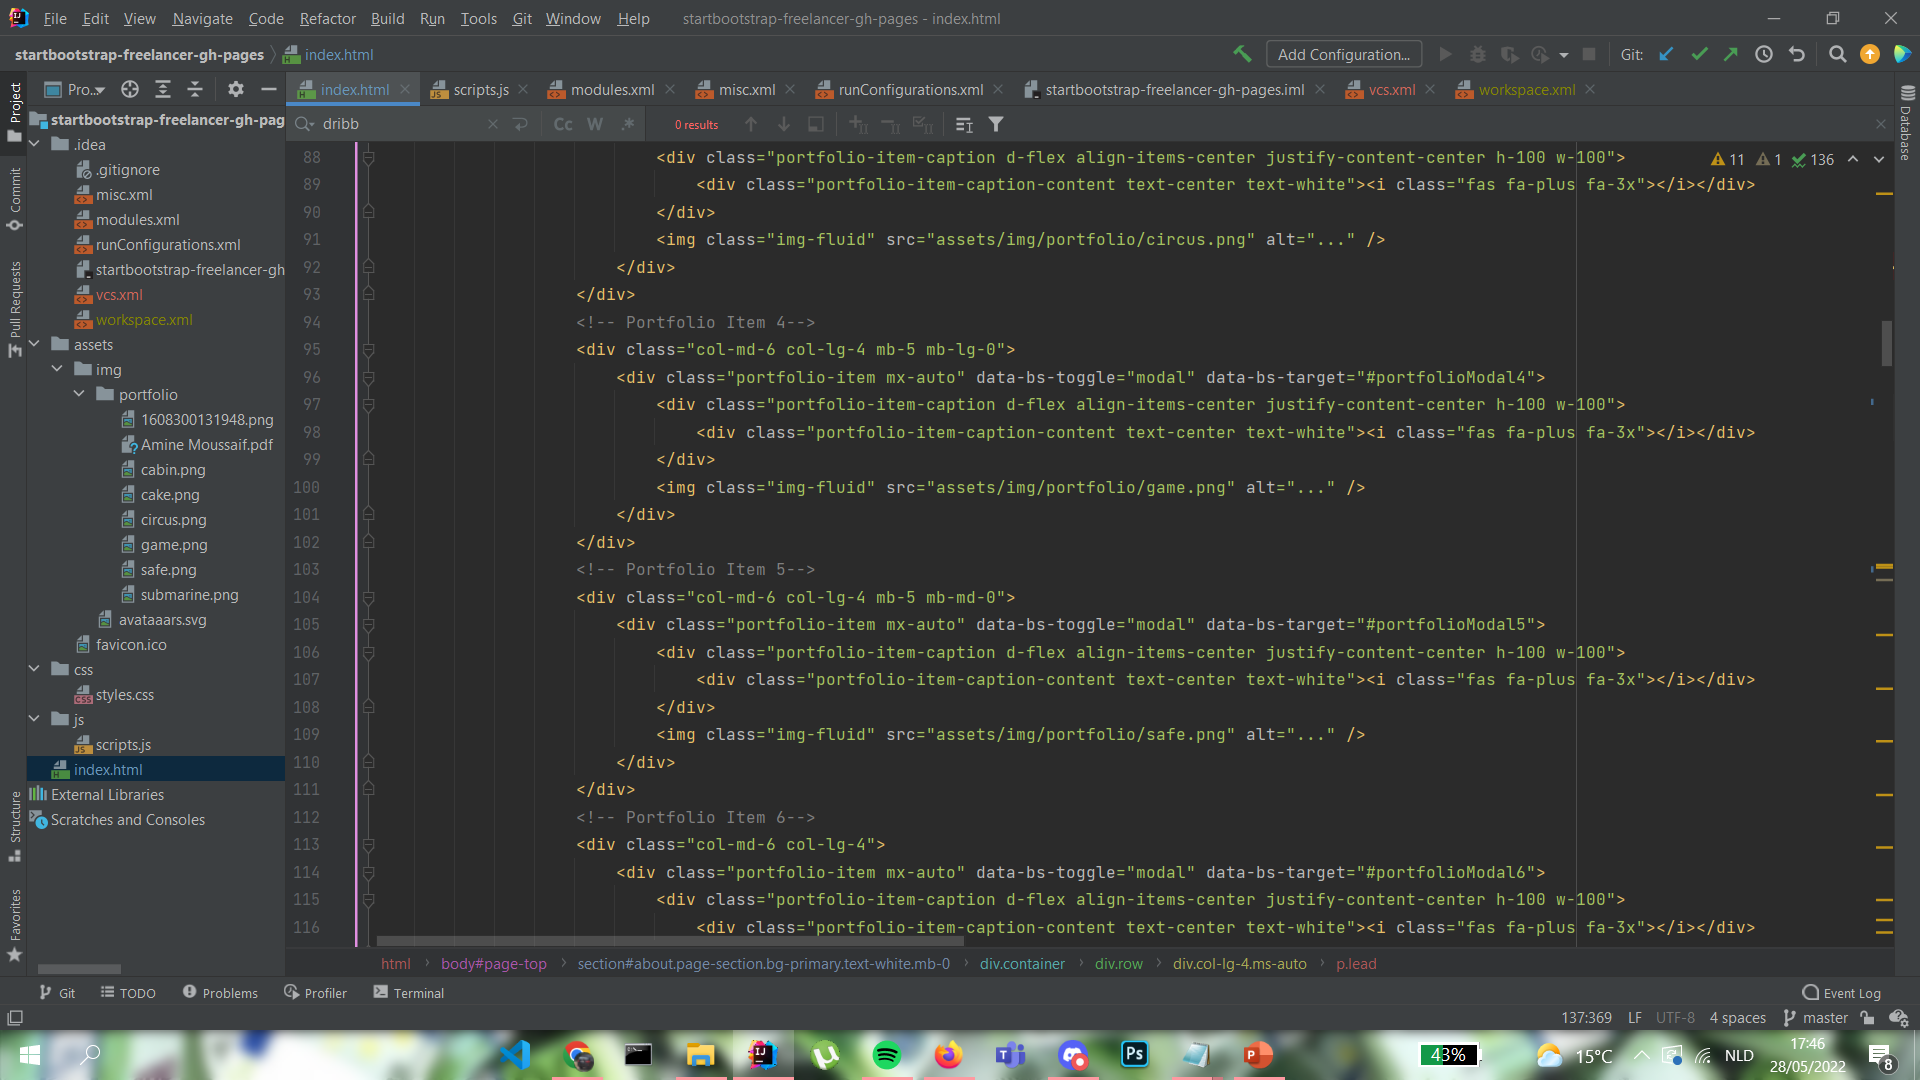 File Edit View Navigate Code Refactor Build Run Tools Git Window Help startbootstrap-freelancer-gh-pages - index.html
startbootstrap-freelancer-gh-pages index.html Add Configuration... Git:
Project Pro... index.html scripts.js modules.xml misc.xml runConfigurations.xml startbootstrap-freelancer-gh-pages.iml vcs.xml workspace.xml
dribb Cc W .* 0 results
11 1 136
startbootstrap-freelancer-gh-pag
.idea
.gitignore
misc.xml
modules.xml
runConfigurations.xml
startbootstrap-freelancer-gh
vcs.xml
workspace.xml
assets
img
portfolio
1608300131948.png
Amine Moussaif.pdf
cabin.png
cake.png
circus.png
game.png
safe.png
submarine.png
avataaars.svg
favicon.ico
css
styles.css
js
scripts.js
index.html
External Libraries
Scratches and Consoles
Commit
Pull Requests
Structure
Favorites
Database
88 <div class="portfolio-item-caption d-flex align-items-center justify-content-center h-100 w-100">
89 <div class="portfolio-item-caption-content text-center text-white"><i class="fas fa-plus fa-3x"></i></div>
90 </div>
91 <img class="img-fluid" src="assets/img/portfolio/circus.png" alt="..." />
92 </div>
93 </div>
94 <!-- Portfolio Item 4-->
95 <div class="col-md-6 col-lg-4 mb-5 mb-lg-0">
96 <div class="portfolio-item mx-auto" data-bs-toggle="modal" data-bs-target="#portfolioModal4">
97 <div class="portfolio-item-caption d-flex align-items-center justify-content-center h-100 w-100">
98 <div class="portfolio-item-caption-content text-center text-white"><i class="fas fa-plus fa-3x"></i></div>
99 </div>
100 <img class="img-fluid" src="assets/img/portfolio/game.png" alt="..." />
101 </div>
102 </div>
103 <!-- Portfolio Item 5-->
104 <div class="col-md-6 col-lg-4 mb-5 mb-md-0">
105 <div class="portfolio-item mx-auto" data-bs-toggle="modal" data-bs-target="#portfolioModal5">
106 <div class="portfolio-item-caption d-flex align-items-center justify-content-center h-100 w-100">
107 <div class="portfolio-item-caption-content text-center text-white"><i class="fas fa-plus fa-3x"></i></div>
108 </div>
109 <img class="img-fluid" src="assets/img/portfolio/safe.png" alt="..." />
110 </div>
111 </div>
112 <!-- Portfolio Item 6-->
113 <div class="col-md-6 col-lg-4">
114 <div class="portfolio-item mx-auto" data-bs-toggle="modal" data-bs-target="#portfolioModal6">
115 <div class="portfolio-item-caption d-flex align-items-center justify-content-center h-100 w-100">
116 <div class="portfolio-item-caption-content text-center text-white"><i class="fas fa-plus fa-3x"></i></div>
html body#page-top section#about.page-section.bg-primary.text-white.mb-0 div.container div.row div.col-lg-4.ms-auto p.lead
Git TODO Problems Profiler Terminal Event Log
137:369 LF UTF-8 4 spaces master
43% 15°C NLD 17:46
28/05/2022 8